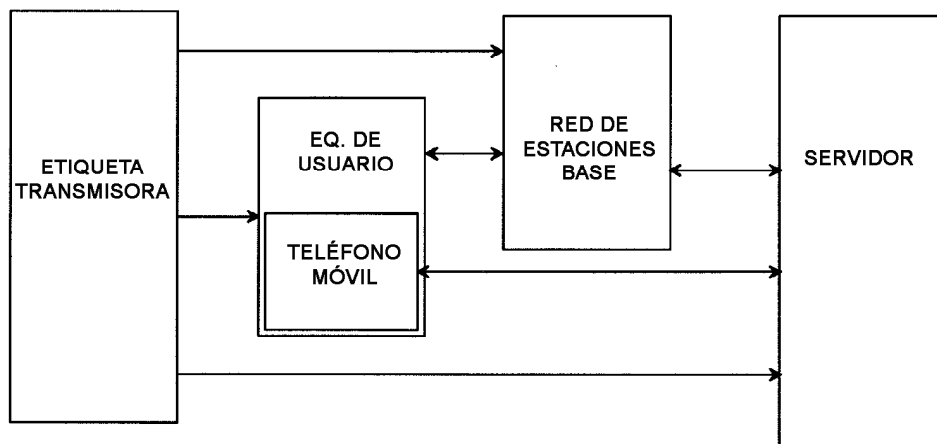 ETIQUETA
TRANSMISORA
EQ. DE
USUARIO
TELÉFONO
MÓVIL
RED DE
ESTACIONES
BASE
SERVIDOR